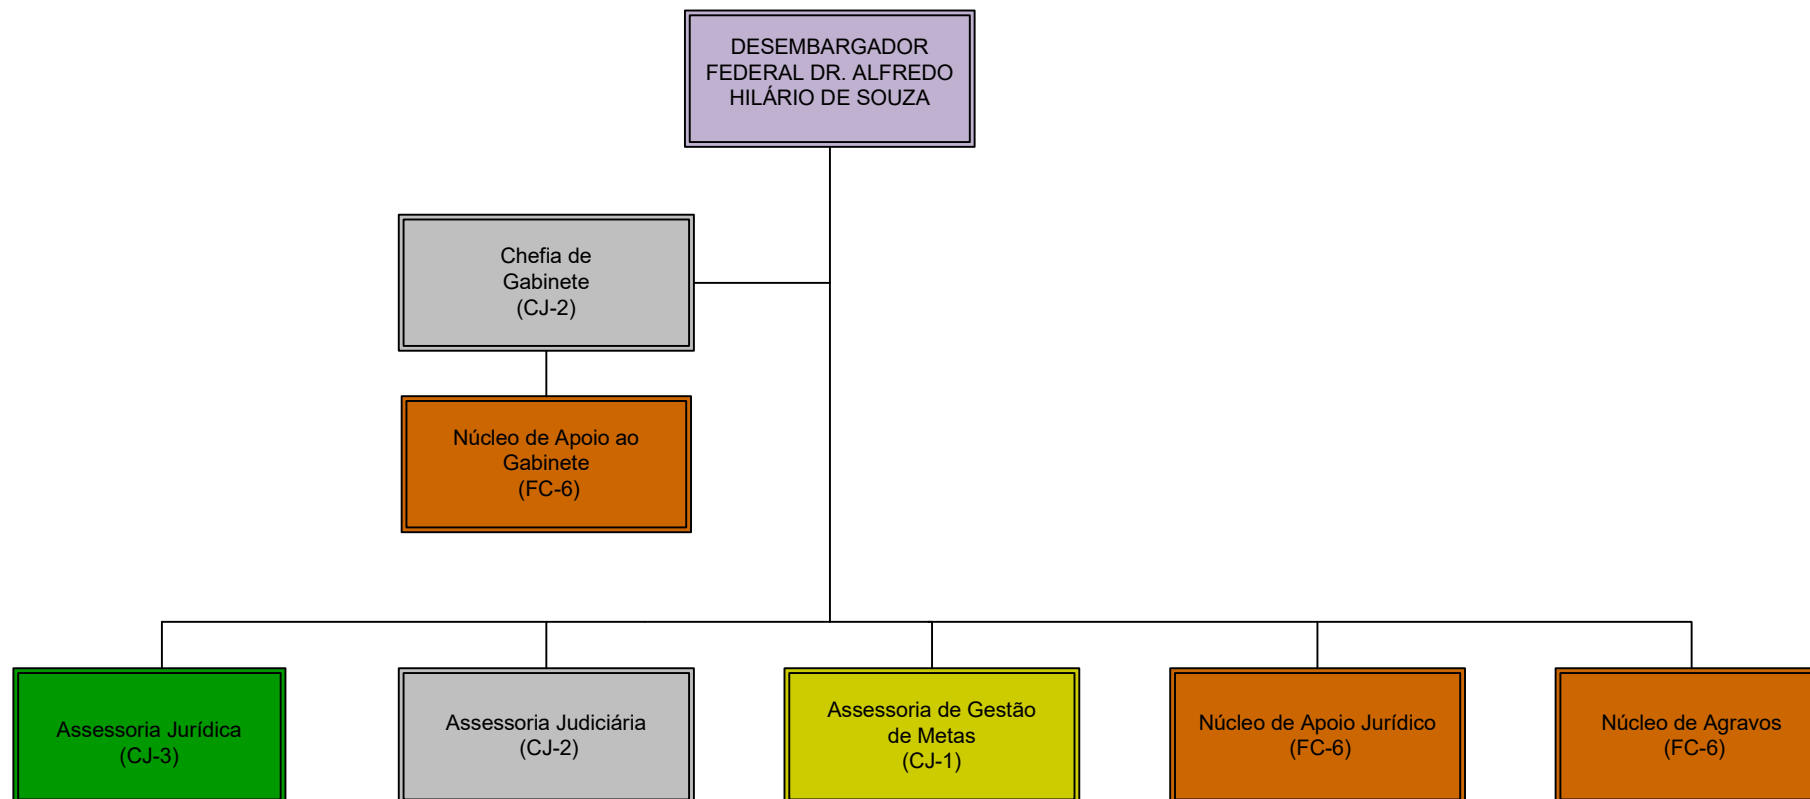 DESEMBARGADOR
FEDERAL DR. ALFREDO
HILÁRIO DE SOUZA
Chefia de
Gabinete
(CJ-2)
Núcleo de Apoio ao
Gabinete
(FC-6)
Assessoria Jurídica
(CJ-3)
Assessoria Judiciária
(CJ-2)
Assessoria de Gestão
de Metas
(CJ-1)
Núcleo de Apoio Jurídico
(FC-6)
Núcleo de Agravos
(FC-6)